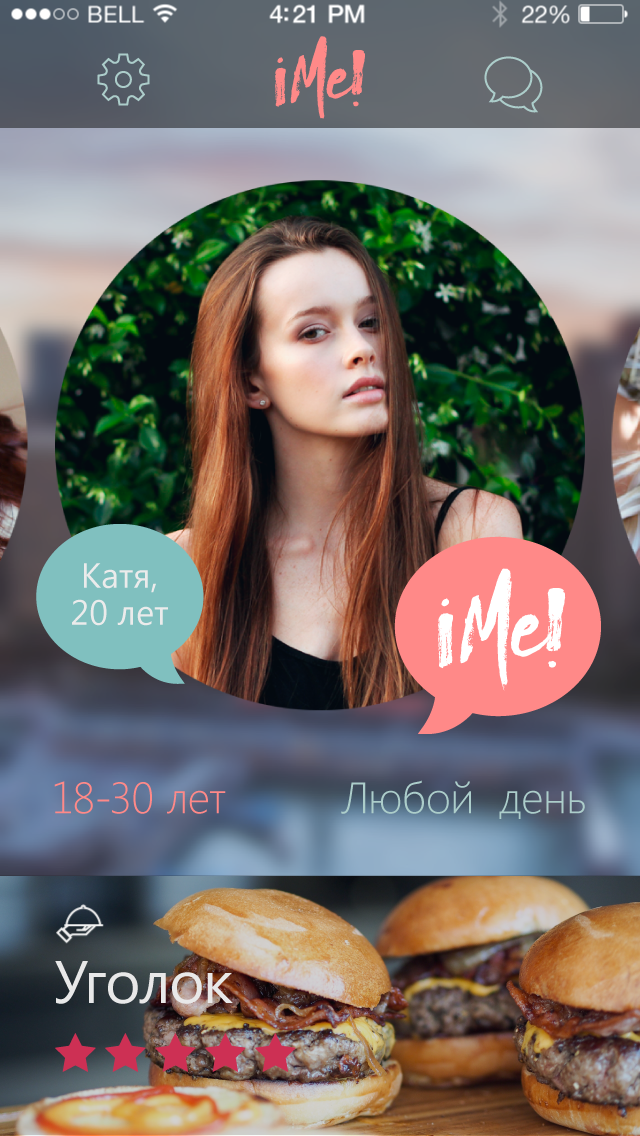 BELL 4:21 PM 22%
iMe!
Катя,
20 лет
iMe!
18-30 лет Любой день
Уголок